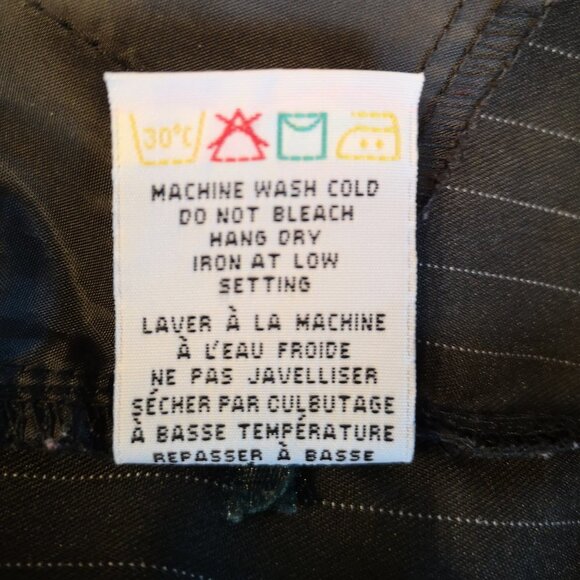 30°C
MACHINE WASH COLD
DO NOT BLEACH
HANG DRY
IRON AT LOW
SETTING
LAVER À LA MACHINE
À L'EAU FROIDE
NE PAS JAVELLISER
SÉCHER PAR CULBUTAGE
À BASSE TEMPÉRATURE
REPASSER À BASSE